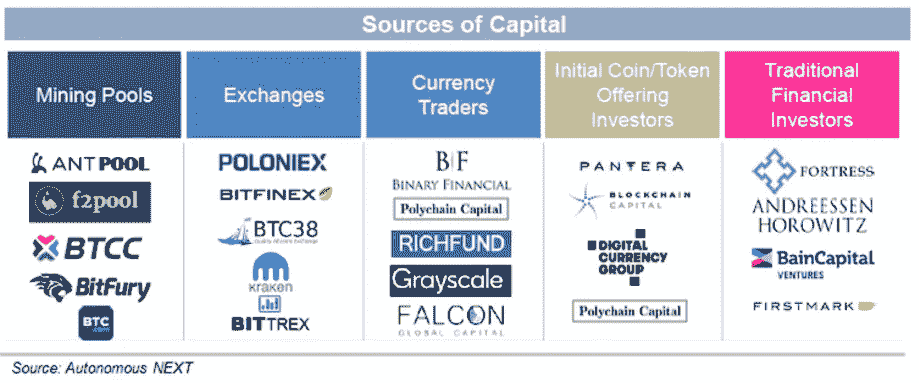 Sources of Capital
Mining Pools
Exchanges
Currency
Traders
Initial Coin/Token
Offering
Investors
Traditional
Financial
Investors
ANTPOOL
f2pool
BTCC
BitFury
BTC
.com
POLONIEX
BITFINEX
BTC38
kraken
BITTREX
B|F
BINARY FINANCIAL
Polychain Capital
RICHFUND
Grayscale
FALCON
GLOBAL CAPITAL
PANTERA
BLOCKCHAIN
CAPITAL
DIGITAL
CURRENCY
GROUP
Polychain Capital
FORTRESS
ANDREESSEN
HOROWITZ
BainCapital
VENTURES
FIRSTMARK
Source: Autonomous NEXT